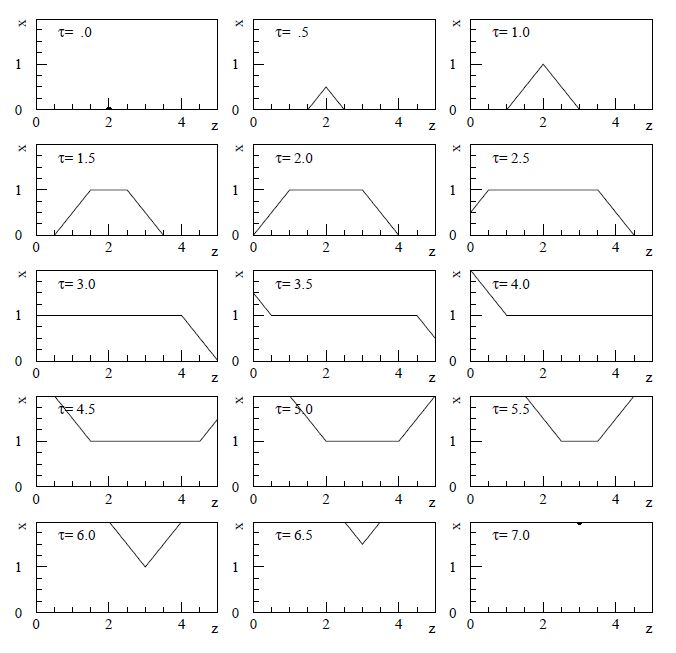 x τ= .0 1 0 0 2 4 z
x τ= .5 1 0 0 2 4 z
x τ= 1.0 1 0 0 2 4 z
x τ= 1.5 1 0 0 2 4 z
x τ= 2.0 1 0 0 2 4 z
x τ= 2.5 1 0 0 2 4 z
x τ= 3.0 1 0 0 2 4 z
x τ= 3.5 1 0 0 2 4 z
x τ= 4.0 1 0 0 2 4 z
x τ= 4.5 1 0 0 2 4 z
x τ= 5.0 1 0 0 2 4 z
x τ= 5.5 1 0 0 2 4 z
x τ= 6.0 1 0 0 2 4 z
x τ= 6.5 1 0 0 2 4 z
x τ= 7.0 1 0 0 2 4 z